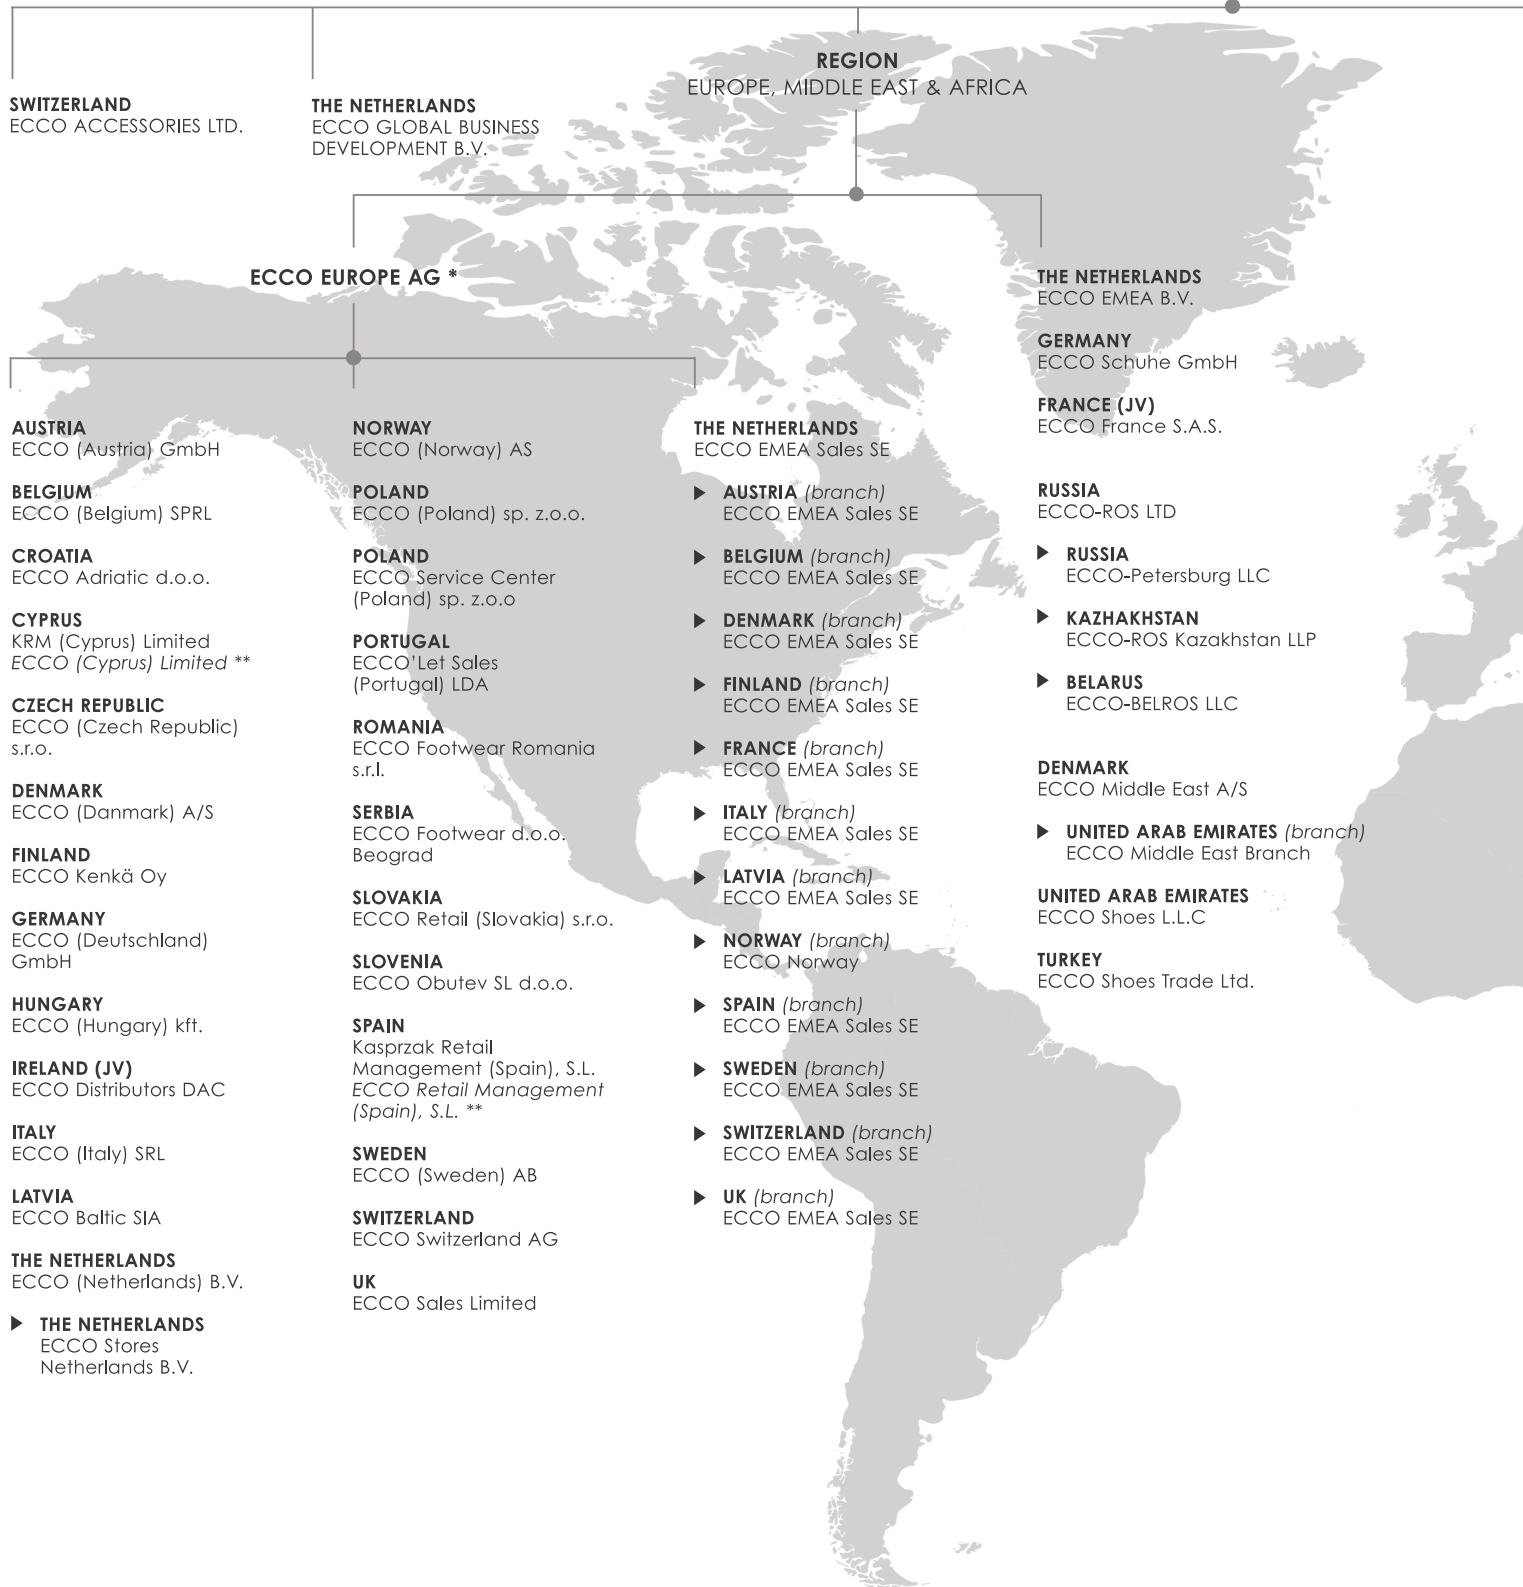 SWITZERLAND
ECCO ACCESSORIES LTD.
THE NETHERLANDS
ECCO GLOBAL BUSINESS
DEVELOPMENT B.V.
REGION
EUROPE, MIDDLE EAST & AFRICA
ECCO EUROPE AG *
AUSTRIA
ECCO (Austria) GmbH
BELGIUM
ECCO (Belgium) SPRL
CROATIA
ECCO Adriatic d.o.o.
CYPRUS
KRM (Cyprus) Limited
ECCO (Cyprus) Limited **
CZECH REPUBLIC
ECCO (Czech Republic)
s.r.o.
DENMARK
ECCO (Danmark) A/S
FINLAND
ECCO Kenkä Oy
GERMANY
ECCO (Deutschland)
GmbH
HUNGARY
ECCO (Hungary) kft.
IRELAND (JV)
ECCO Distributors DAC
ITALY
ECCO (Italy) SRL
LATVIA
ECCO Baltic SIA
THE NETHERLANDS
ECCO (Netherlands) B.V.
▶ THE NETHERLANDS
ECCO Stores
Netherlands B.V.
NORWAY
ECCO (Norway) AS
POLAND
ECCO (Poland) sp. z.o.o.
POLAND
ECCO Service Center
(Poland) sp. z.o.o
PORTUGAL
ECCO'Let Sales
(Portugal) LDA
ROMANIA
ECCO Footwear Romania
s.r.l.
SERBIA
ECCO Footwear d.o.o.
Beograd
SLOVAKIA
ECCO Retail (Slovakia) s.r.o.
SLOVENIA
ECCO Obutev SL d.o.o.
SPAIN
Kasprzak Retail
Management (Spain), S.L.
ECCO Retail Management
(Spain), S.L. **
SWEDEN
ECCO (Sweden) AB
SWITZERLAND
ECCO Switzerland AG
UK
ECCO Sales Limited
THE NETHERLANDS
ECCO EMEA Sales SE
▶ AUSTRIA (branch)
ECCO EMEA Sales SE
▶ BELGIUM (branch)
ECCO EMEA Sales SE
▶ DENMARK (branch)
ECCO EMEA Sales SE
▶ FINLAND (branch)
ECCO EMEA Sales SE
▶ FRANCE (branch)
ECCO EMEA Sales SE
▶ ITALY (branch)
ECCO EMEA Sales SE
▶ LATVIA (branch)
ECCO EMEA Sales SE
▶ NORWAY (branch)
ECCO Norway
▶ SPAIN (branch)
ECCO EMEA Sales SE
▶ SWEDEN (branch)
ECCO EMEA Sales SE
▶ SWITZERLAND (branch)
ECCO EMEA Sales SE
▶ UK (branch)
ECCO EMEA Sales SE
THE NETHERLANDS
ECCO EMEA B.V.
GERMANY
ECCO Schuhe GmbH
FRANCE (JV)
ECCO France S.A.S.
RUSSIA
ECCO-ROS LTD
▶ RUSSIA
ECCO-Petersburg LLC
▶ KAZHAKHSTAN
ECCO-ROS Kazakhstan LLP
▶ BELARUS
ECCO-BELROS LLC
DENMARK
ECCO Middle East A/S
▶ UNITED ARAB EMIRATES (branch)
ECCO Middle East Branch
UNITED ARAB EMIRATES
ECCO Shoes L.L.C
TURKEY
ECCO Shoes Trade Ltd.